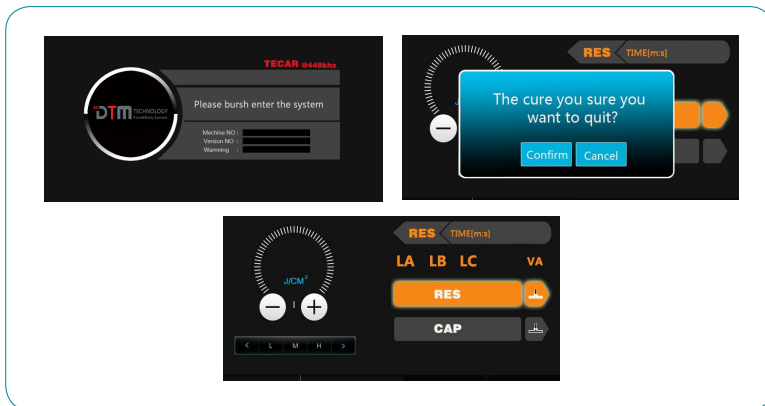 TECAR @448khz
DTM TECHNOLOGY
Please bursh enter the system
Mechine NO :
Version NO :
Warnning :
RES TIME[m:s]
The cure you sure you
want to quit?
Confirm Cancel
RES TIME[m:s]
LA LB LC VA
J/CM²
RES
CAP
< L M H >